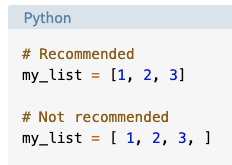 Python
# Recommended
my_list = [1, 2, 3]
# Not recommended
my_list = [ 1, 2, 3, ]